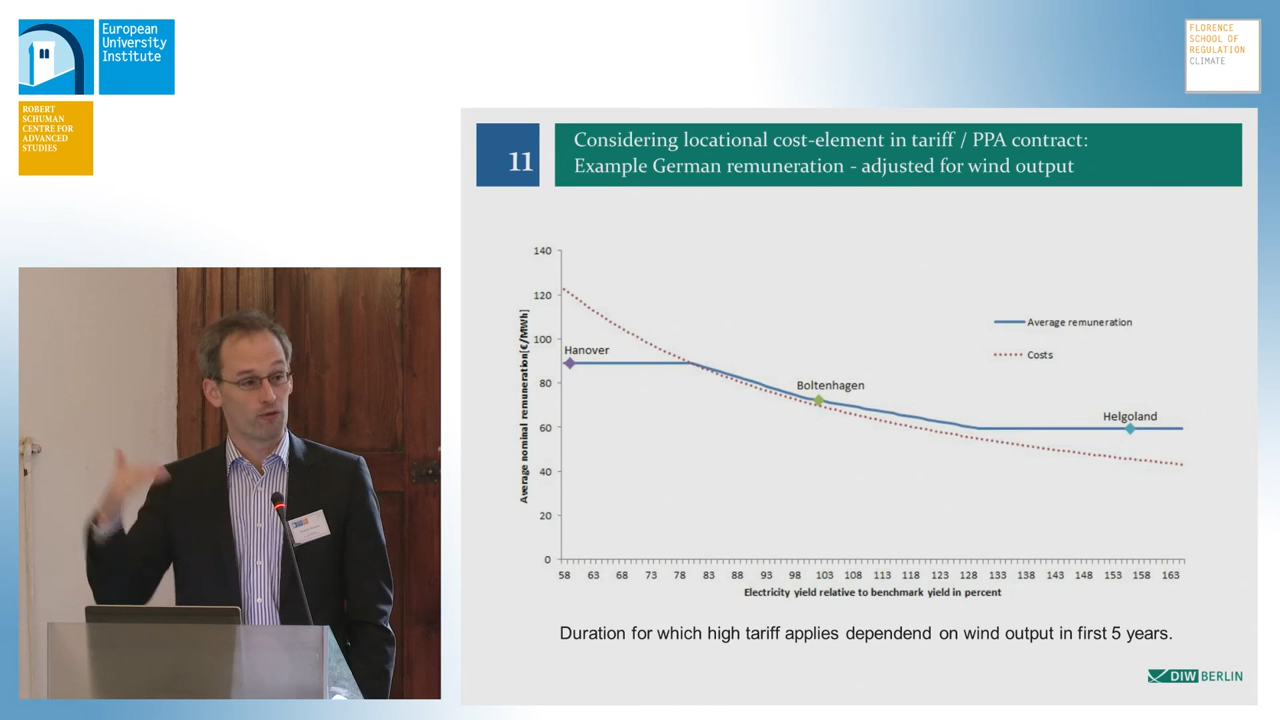 European
University
Institute
ROBERT
SCHUMAN
CENTRE FOR
ADVANCED
STUDIES
FLORENCE
SCHOOL OF
REGULATION
CLIMATE
11
Considering locational cost-element in tariff / PPA contract:
Example German remuneration - adjusted for wind output
Average nominal remuneration[€/MWh]
140
120
100
80
60
40
20
0
Hanover
Boltenhagen
Helgoland
Average remuneration
Costs
58 63 68 73 78 83 88 93 98 103 108 113 118 123 128 133 138 143 148 153 158 163
Electricity yield relative to benchmark yield in percent
Duration for which high tariff applies dependend on wind output in first 5 years.
DIW BERLIN